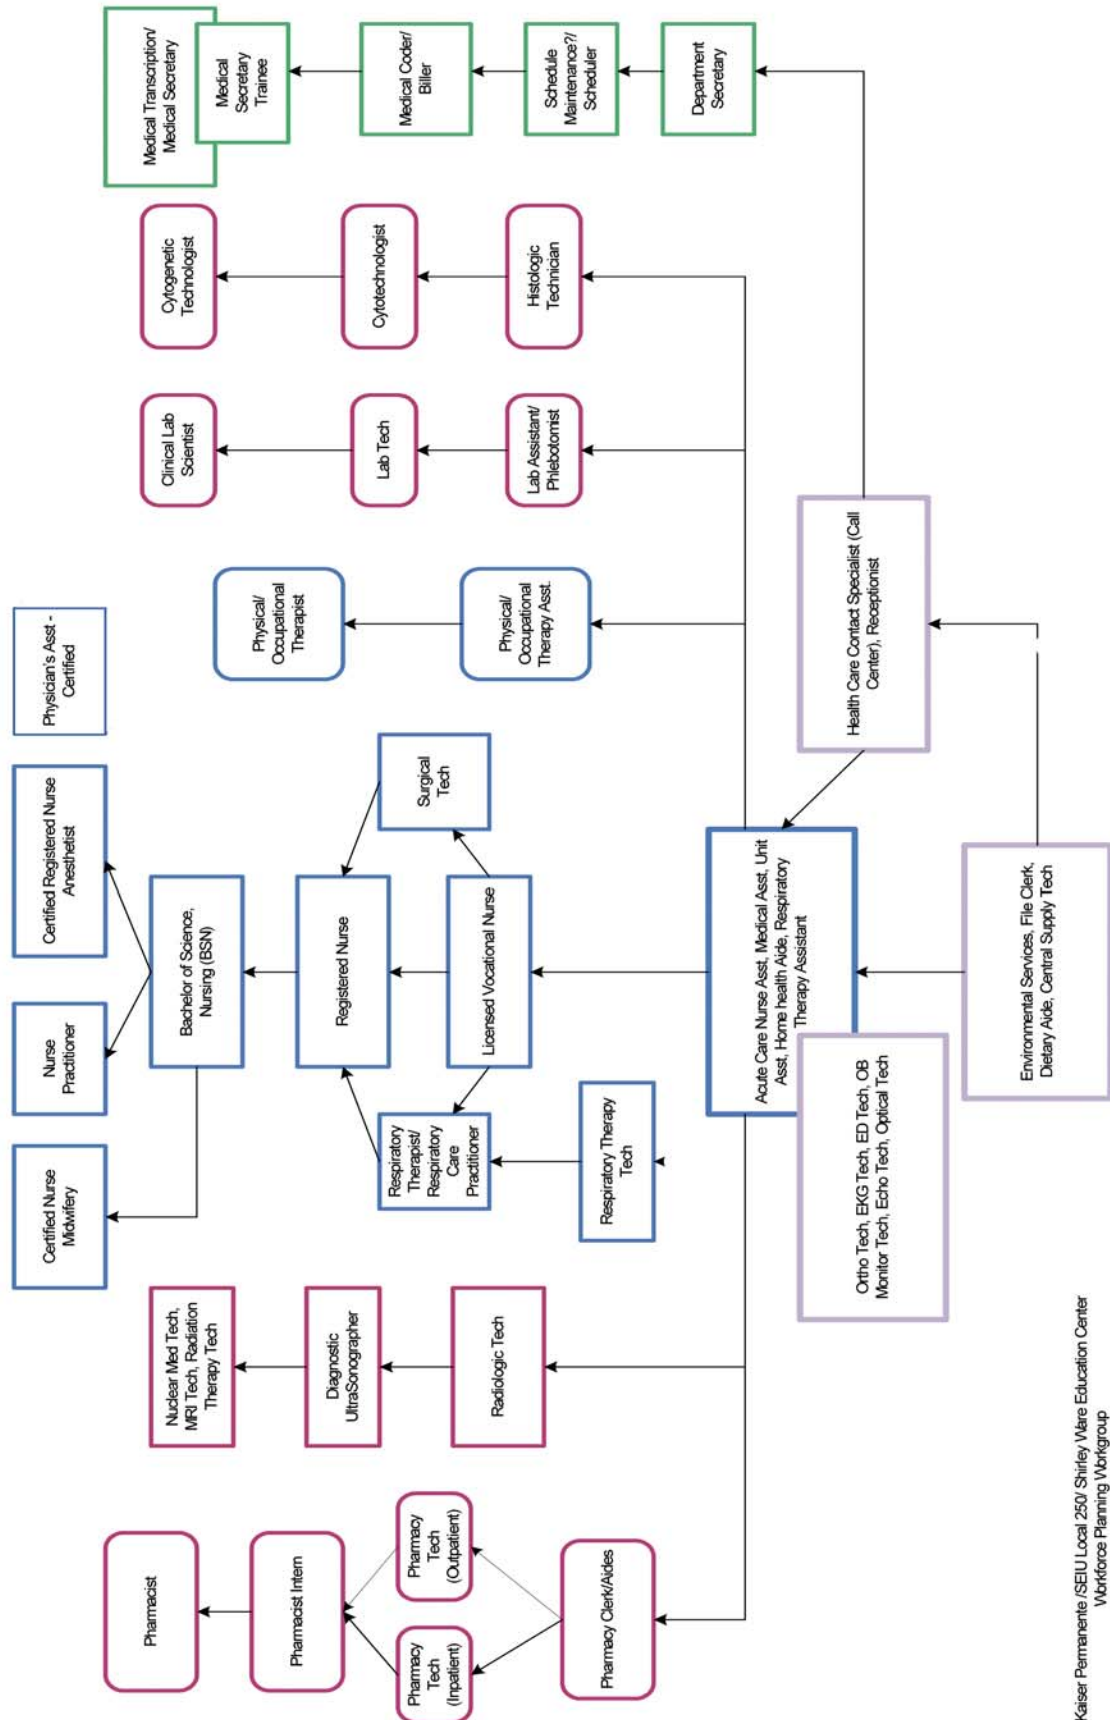 Certified Nurse
Midwifery
Nurse
Practitioner
Certified Registered Nurse
Anesthetist
Physician's Asst -
Certified
Pharmacist
Pharmacist Intern
Pharmacy
Tech
(Inpatient)
Pharmacy
Tech
(Outpatient)
Pharmacy Clerk/Aides
Nuclear Med Tech,
MRI Tech, Radiation
Therapy Tech
Diagnostic
UltraSonographer
Radiologic Tech
Bachelor of Science,
Nursing (BSN)
Registered Nurse
Respiratory
Therapist/
Respiratory
Care
Practitioner
Surgical
Tech
Licensed Vocational Nurse
Respiratory Therapy
Tech
Physical/
Occupational
Therapist
Physical/
Occupational
Therapy Asst.
Clinical Lab
Scientist
Lab Tech
Lab Assistant/
Phlebotomist
Cytogenetic
Technologist
Cytotechnologist
Histologic
Technician
Medical Transcription/
Medical Secretary
Medical
Secretary
Trainee
Medical Coder/
Biller
Schedule
Maintenance?/
Scheduler
Department
Secretary
Acute Care Nurse Asst, Medical Asst, Unit
Asst, Home health Aide, Respiratory
Therapy Assistant
Ortho Tech, EKG Tech, ED Tech, OB
Monitor Tech, Echo Tech, Optical Tech
Health Care Contact Specialist (Call
Center), Receptionist
Environmental Services, File Clerk,
Dietary Aide, Central Supply Tech
Kaiser Permanente /SEIU Local 250/ Shirley Ware Education Center
Workforce Planning Workgroup